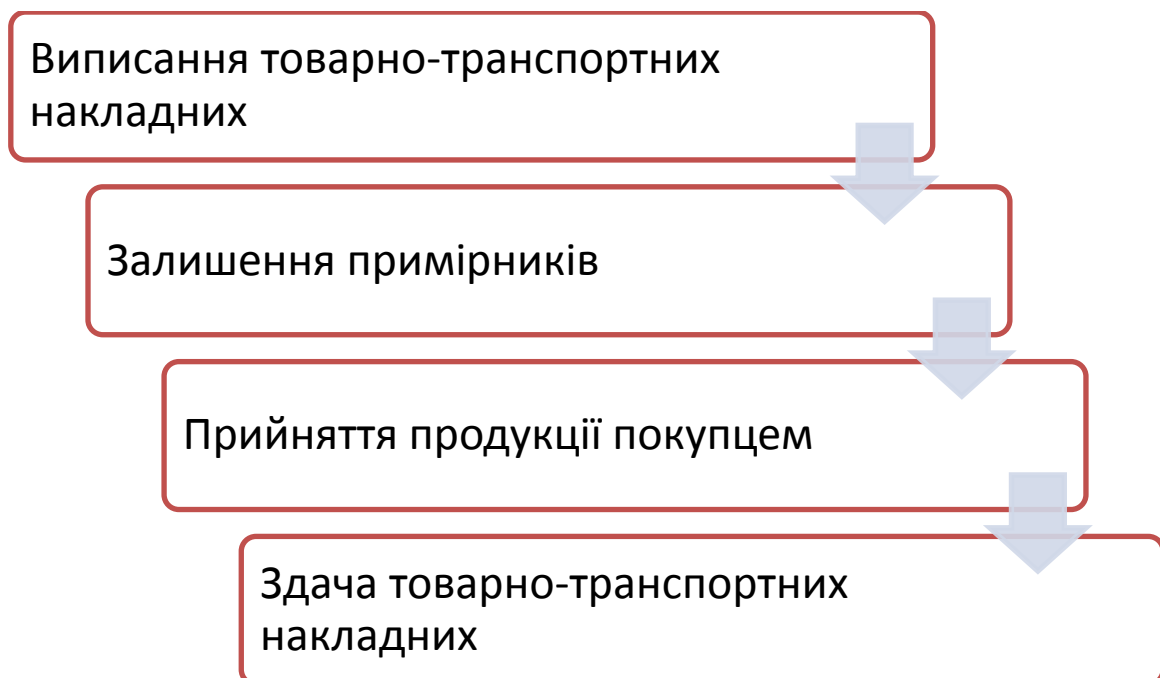 Виписання товарно-транспортних
накладних
Залишення примірників
Прийняття продукції покупцем
Здача товарно-транспортних
накладних